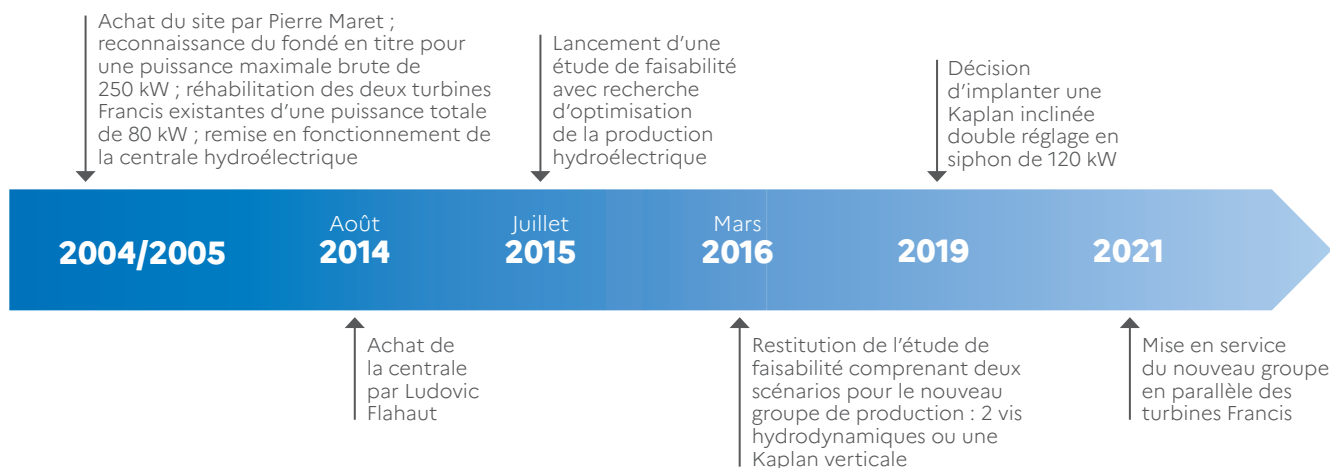 Achat du site par Pierre Maret ;
reconnaissance du fondé en titre pour
une puissance maximale brute de
250 kW ; réhabilitation des deux turbines
Francis existantes d’une puissance totale
de 80 kW ; remise en fonctionnement de
la centrale hydroélectrique
Lancement d’une
étude de faisabilité
avec recherche
d’optimisation
de la production
hydroélectrique
Décision
d’implanter une
Kaplan inclinée
double réglage en
siphon de 120 kW
2004/2005
Août
2014
Juillet
2015
Mars
2016
2019
2021
Achat de
la centrale
par Ludovic
Flahaut
Restitution de l’étude de
faisabilité comprenant deux
scénarios pour le nouveau
groupe de production : 2 vis
hydrodynamiques ou une
Kaplan verticale
Mise en service
du nouveau groupe
en parallèle des
turbines Francis